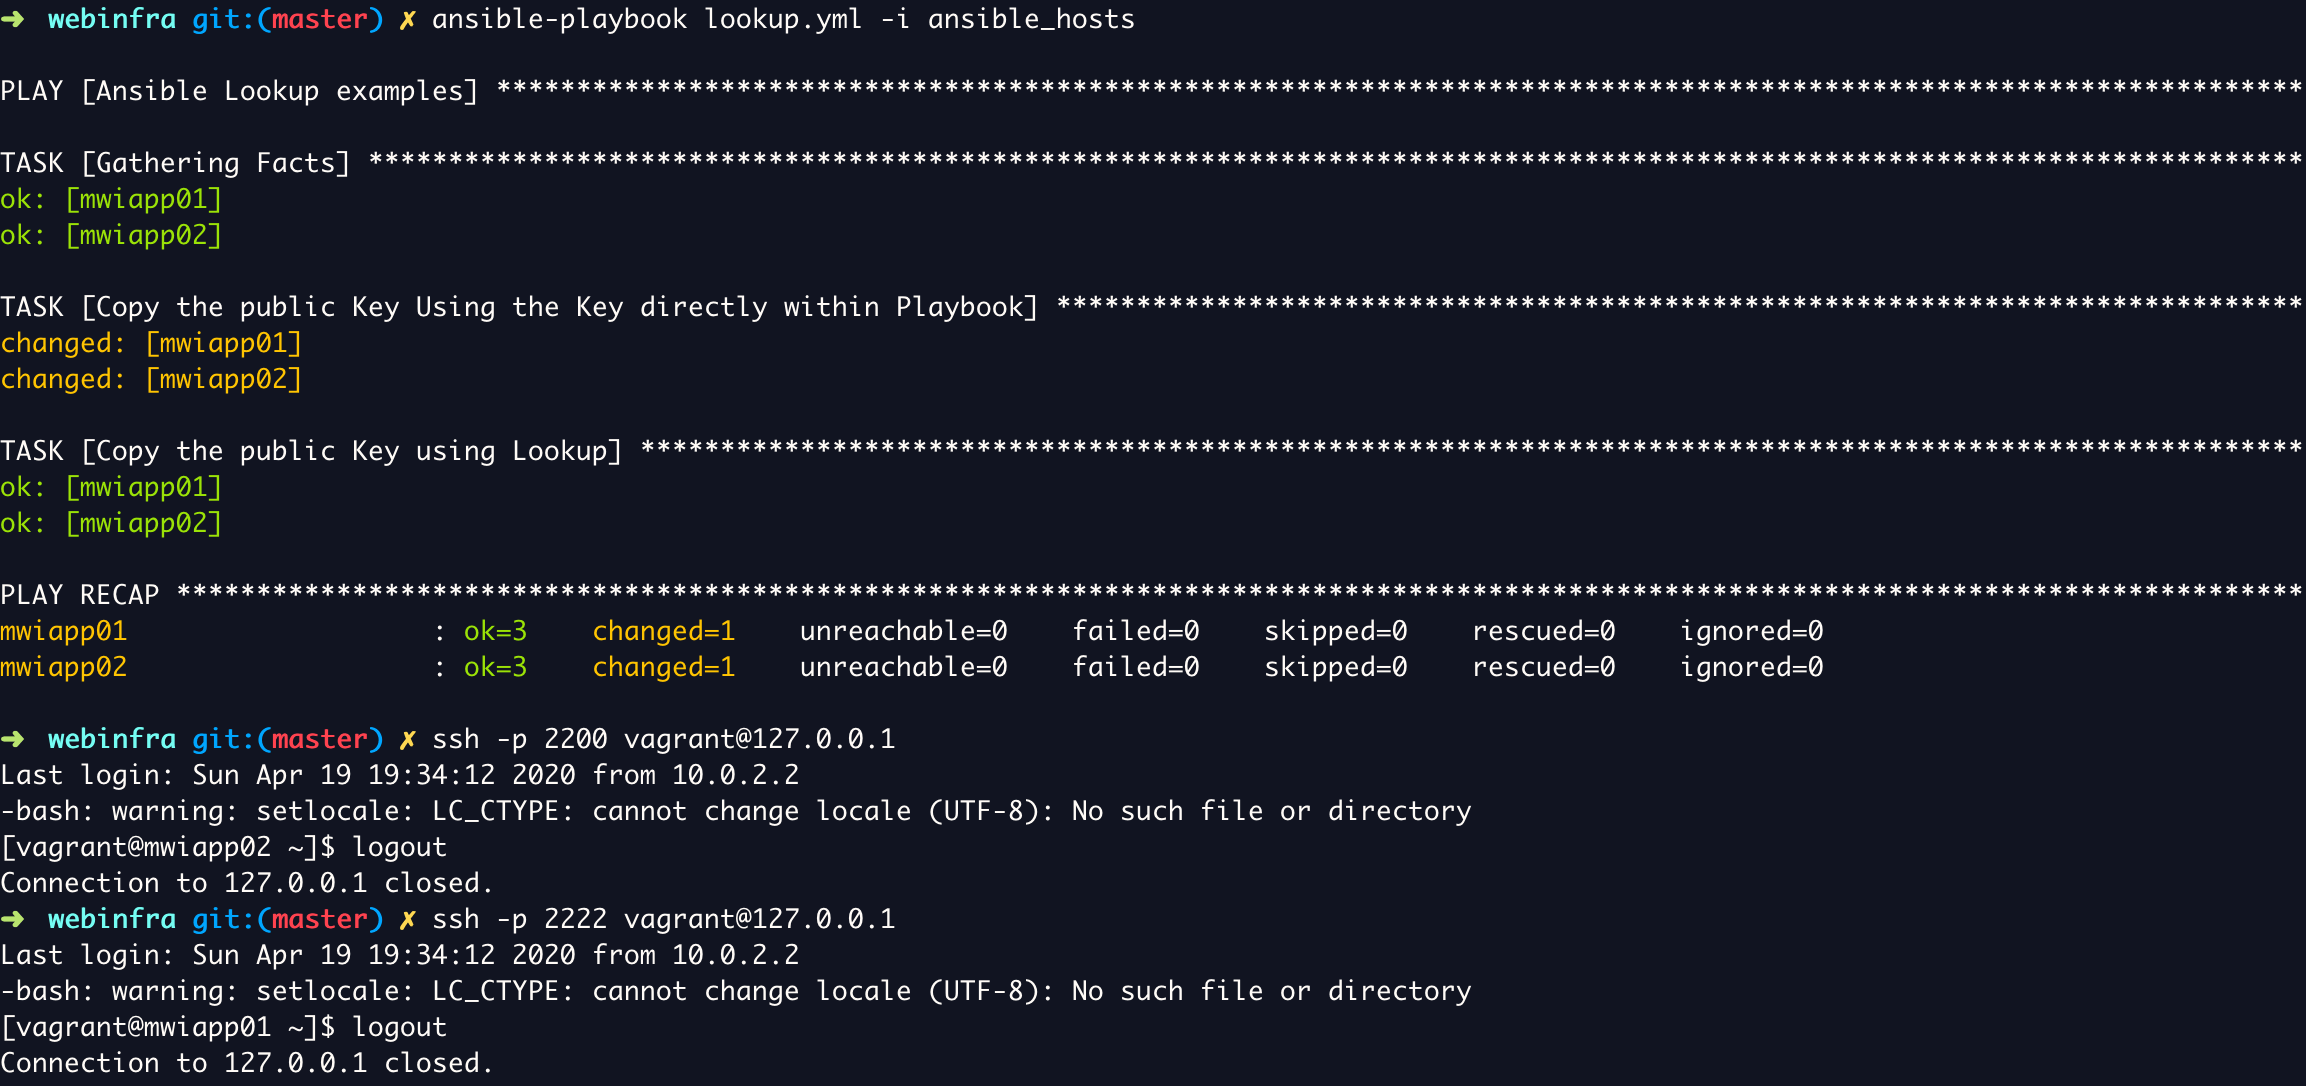 ➜  webinfra git:(master) ✗ ansible-playbook lookup.yml -i ansible_hosts
PLAY [Ansible Lookup examples] *****************************************************************************************************************
TASK [Gathering Facts] *************************************************************************************************************************
ok: [mwiapp01]
ok: [mwiapp02]
TASK [Copy the public Key Using the Key directly within Playbook] ******************************************************************************
changed: [mwiapp01]
changed: [mwiapp02]
TASK [Copy the public Key using Lookup] ********************************************************************************************************
ok: [mwiapp01]
ok: [mwiapp02]
PLAY RECAP *************************************************************************************************************************************
mwiapp01                   : ok=3    changed=1    unreachable=0    failed=0    skipped=0    rescued=0    ignored=0
mwiapp02                   : ok=3    changed=1    unreachable=0    failed=0    skipped=0    rescued=0    ignored=0
➜  webinfra git:(master) ✗ ssh -p 2200 vagrant@127.0.0.1
Last login: Sun Apr 19 19:34:12 2020 from 10.0.2.2
-bash: warning: setlocale: LC_CTYPE: cannot change locale (UTF-8): No such file or directory
[vagrant@mwiapp02 ~]$ logout
Connection to 127.0.0.1 closed.
➜  webinfra git:(master) ✗ ssh -p 2222 vagrant@127.0.0.1
Last login: Sun Apr 19 19:34:12 2020 from 10.0.2.2
-bash: warning: setlocale: LC_CTYPE: cannot change locale (UTF-8): No such file or directory
[vagrant@mwiapp01 ~]$ logout
Connection to 127.0.0.1 closed.